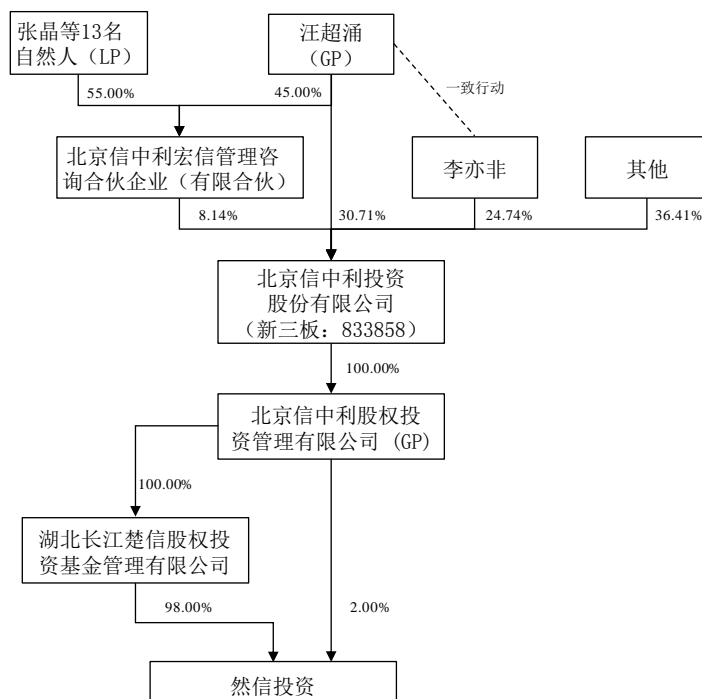 张晶等13名
自然人（LP）
汪超涌
（GP）
一致行动
55.00%
45.00%
北京信中利宏信管理咨
询合伙企业（有限合伙）
李亦非
其他
8.14%
30.71%
24.74%
36.41%
北京信中利投资
股份有限公司
（新三板：833858）
100.00%
北京信中利股权投
资管理有限公司 (GP)
100.00%
湖北长江楚信股权投
资基金管理有限公司
98.00%
2.00%
然信投资